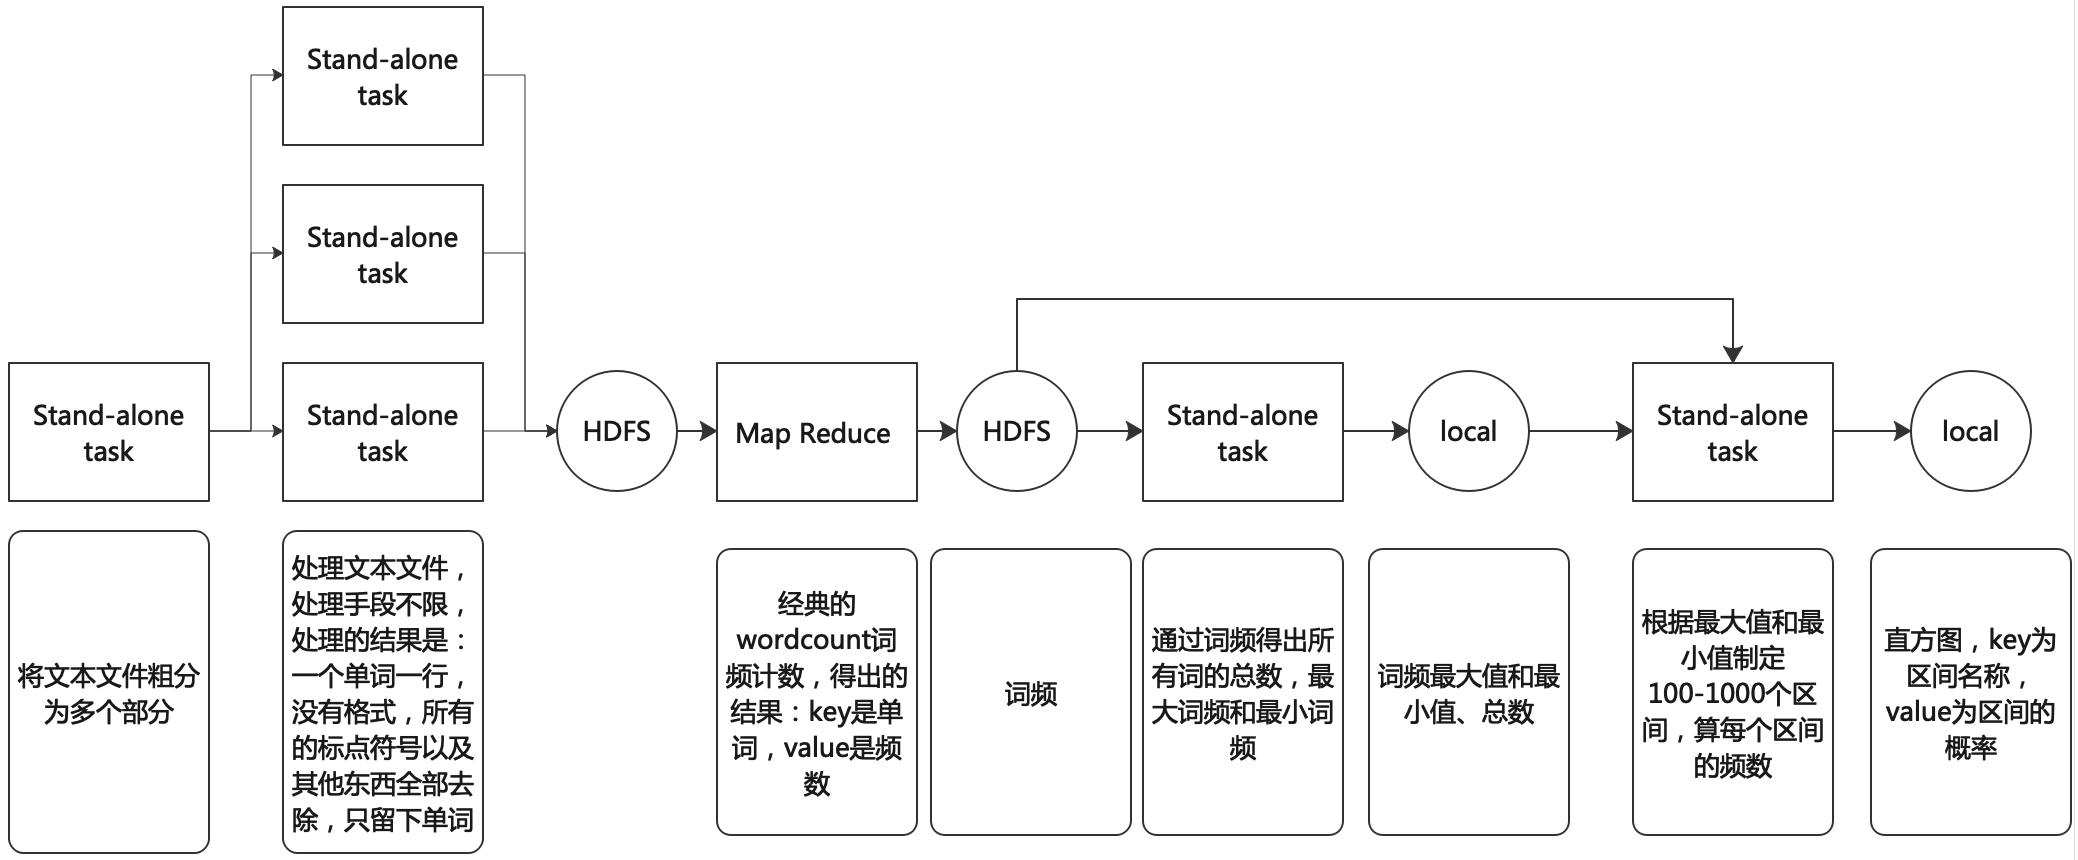 Stand-alone
task
Stand-alone
task
Stand-alone
task
Stand-alone
task
HDFS
Map Reduce
HDFS
Stand-alone
task
local
Stand-alone
task
local
将文本文件粗分
为多个部分
处理文本文件，
处理手段不限，
处理的结果是：
一个单词一行，
没有格式，所有
的标点符号以及
其他东西全部去
除，只留下单词
经典的
wordcount词
频计数，得出的
结果：key是单
词，value是频
数
词频
通过词频得出所
有词的总数，最
大词频和最小词
频
词频最大值和最
小值、总数
根据最大值和最
小值制定
100-1000个区
间，算每个区间
的频数
直方图，key为
区间名称，
value为区间的
概率